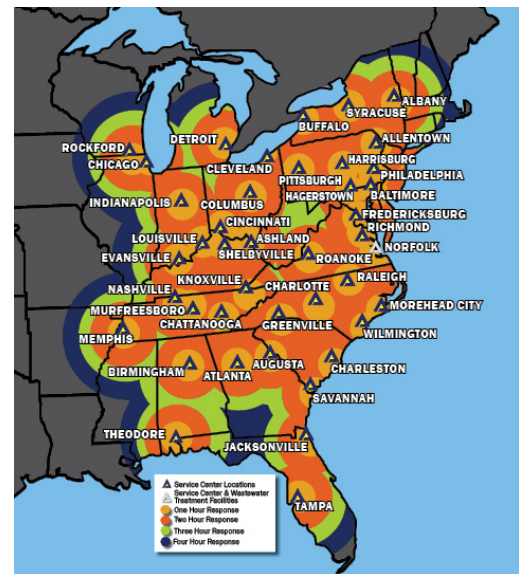 ALBANY
SYRACUSE
BUFFALO
DETROIT
ROCKFORD
CHICAGO
ALLENTOWN
CLEVELAND
HARRISBURG
PITTSBURGH
PHILADELPHIA
HAGERSTOWN
BALTIMORE
INDIANAPOLIS
COLUMBUS
FREDERICKSBURG
CINCINNATI
RICHMOND
LOUISVILLE
ASHLAND
NORFOLK
SHELBYVILLE
EVANSVILLE
ROANOKE
KNOXVILLE
RALEIGH
NASHVILLE
CHARLOTTE
MURFREESBORO
MOREHEAD CITY
CHATTANOOGA
GREENVILLE
MEMPHIS
WILMINGTON
AUGUSTA
BIRMINGHAM
ATLANTA
CHARLESTON
SAVANNAH
THEODORE
JACKSONVILLE
TAMPA
Service Center Locations
Service Center & Wastewater
Treatment Facilities
One Hour Response
Two Hour Response
Three Hour Response
Four Hour Response